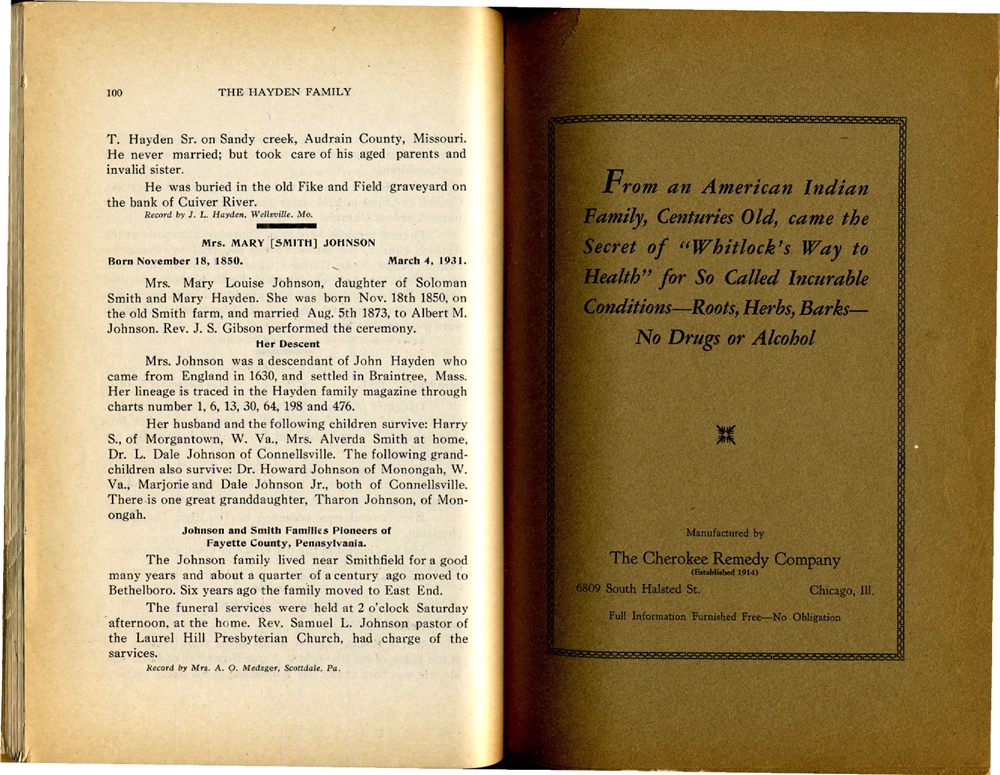 100 THE HAYDEN FAMILY
T. Hayden Sr. on Sandy creek, Audrain County, Missouri.
He never married; but took care of his aged parents and
invalid sister.
He was buried in the old Fike and Field graveyard on
the bank of Cuiver River.
Record by J. L. Hayden, Wellsville, Mo.
Mrs. MARY [SMITH] JOHNSON
Born November 18, 1850. March 4, 1931.
Mrs. Mary Louise Johnson, daughter of Soloman
Smith and Mary Hayden. She was born Nov. 18th 1850, on
the old Smith farm, and married Aug. 5th 1873, to Albert M.
Johnson. Rev. J. S. Gibson performed the ceremony.
Her Descent
Mrs. Johnson was a descendant of John Hayden who
came from England in 1630, and settled in Braintree, Mass.
Her lineage is traced in the Hayden family magazine through
charts number 1, 6, 13, 30, 64, 198 and 476.
Her husband and the following children survive: Harry
S., of Morgantown, W. Va., Mrs. Alverda Smith at home,
Dr. L. Dale Johnson of Connellsville. The following grand-
children also survive: Dr. Howard Johnson of Monongah, W.
Va., Marjorie and Dale Johnson Jr., both of Connellsville.
There is one great granddaughter, Tharon Johnson, of Mon-
ongah.
Johnson and Smith Families Pioneers of
Fayette County, Pennsylvania.
The Johnson family lived near Smithfield for a good
many years and about a quarter of a century ago moved to
Bethelboro. Six years ago the family moved to East End.
The funeral services were held at 2 o'clock Saturday
afternoon, at the home. Rev. Samuel L. Johnson pastor of
the Laurel Hill Presbyterian Church, had charge of the
sarvices.
Record by Mrs. A. O. Medsger, Scottdale, Pa.
From an American Indian
Family, Centuries Old, came the
Secret of "Whitlock's Way to
Health" for So Called Incurable
Conditions—Roots, Herbs, Barks—
No Drugs or Alcohol
Manufactured by
The Cherokee Remedy Company
(Established 1914)
6809 South Halsted St. Chicago, Ill.
Full Information Furnished Free—No Obligation